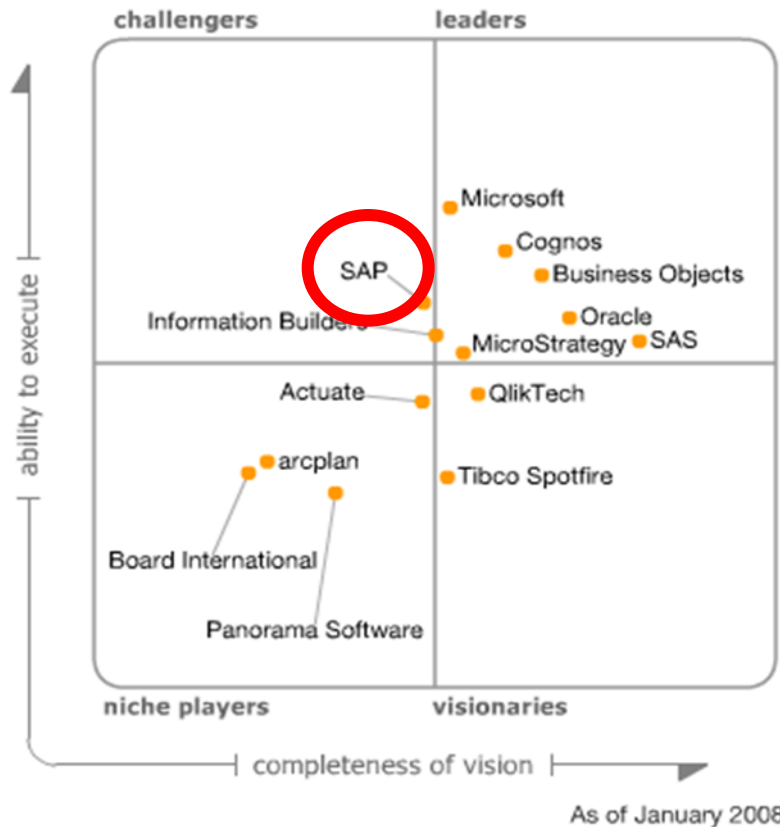 challengers
leaders
Microsoft
Cognos
SAP
Business Objects
Information Builders
Oracle
MicroStrategy
SAS
Actuate
QlikTech
arcplan
Tibco Spotfire
Board International
Panorama Software
niche players
visionaries
ability to execute
completeness of vision
As of January 2008